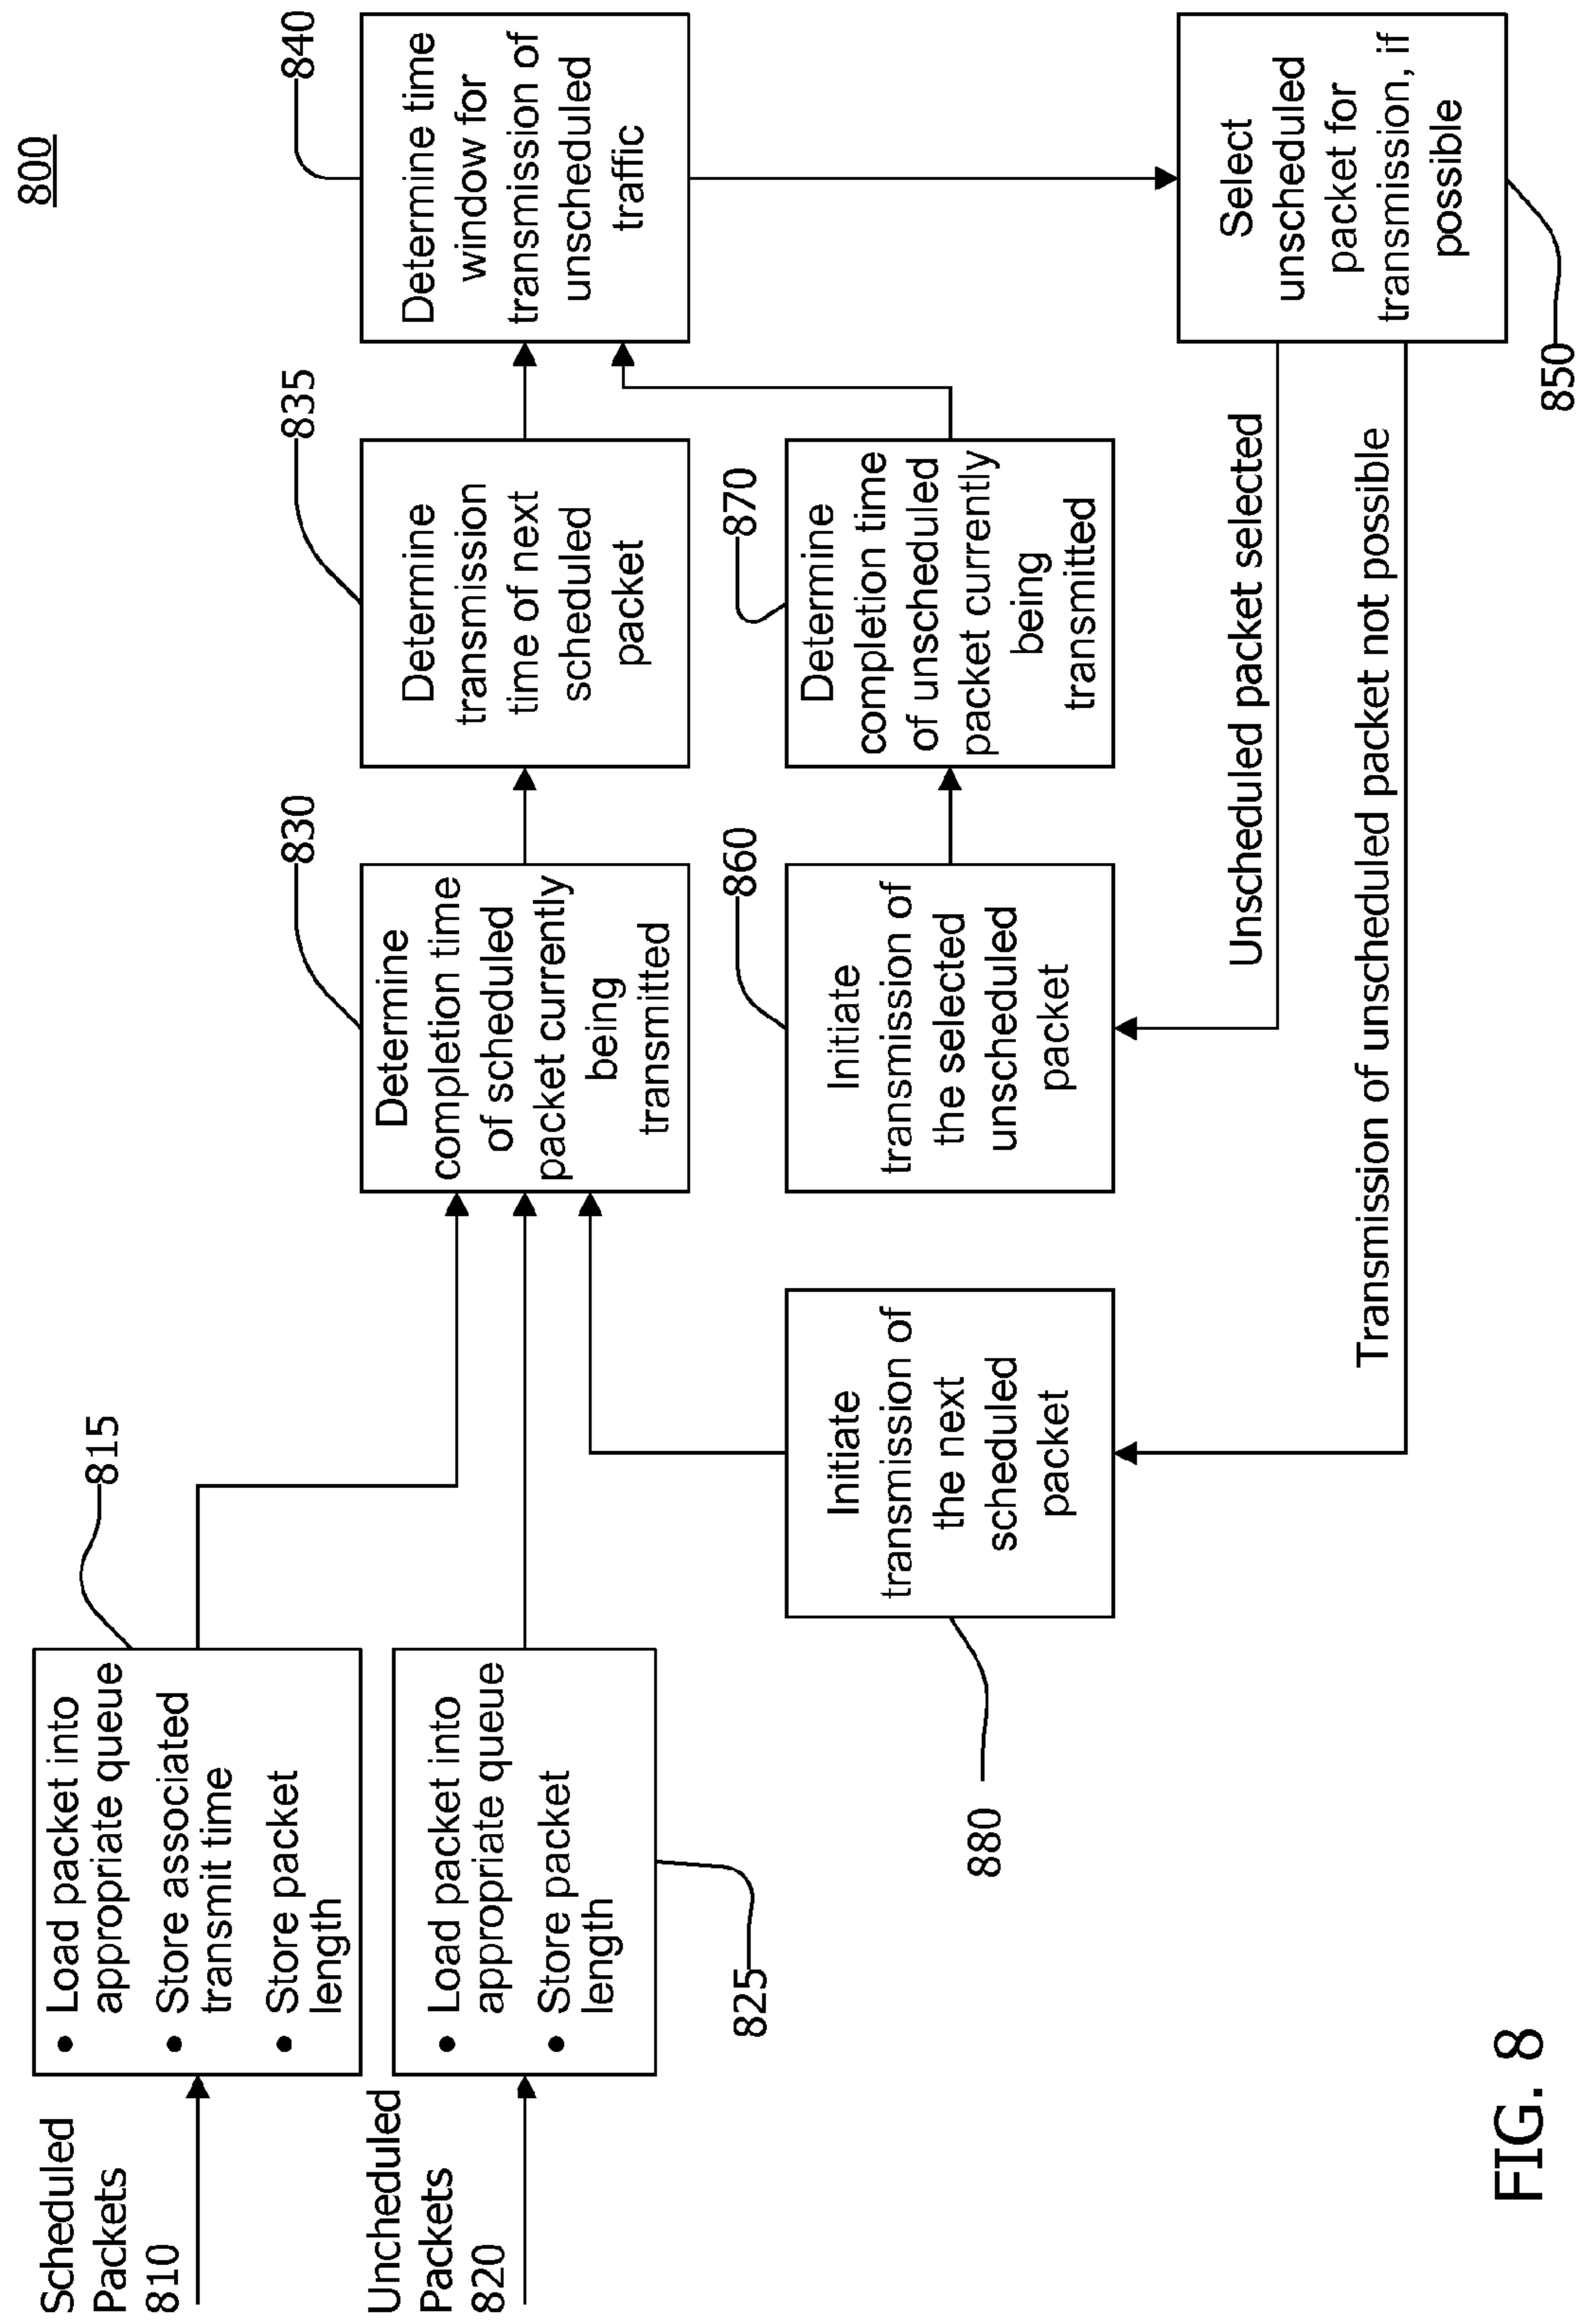 800
Scheduled
Packets
810
• Load packet into
appropriate queue
• Store associated
transmit time
• Store packet
length
815
Uncheduled
Packets
820
• Load packet into
appropriate queue
• Store packet
length
825
830
Determine
completion time
of scheduled
packet currently
being
transmitted
835
Determine
transmission
time of next
scheduled
packet
840
Determine time
window for
transmission of
unscheduled
traffic
880
Initiate
transmission of
the next
scheduled
packet
860
Initiate
transmission of
the selected
unscheduled
packet
870
Determine
completion time
of unscheduled
packet currently
being
transmitted
Select
unscheduled
packet for
transmission, if
possible
850
Unscheduled packet selected
Transmission of unscheduled packet not possible
FIG. 8